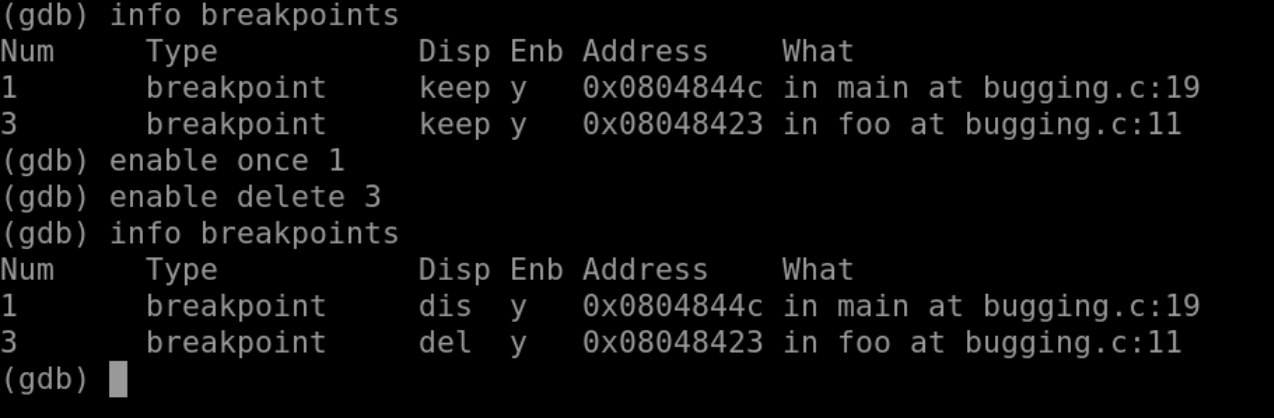 (gdb) info breakpoints
Num     Type           Disp Enb Address    What
1       breakpoint     keep y   0x0804844c in main at bugging.c:19
3       breakpoint     keep y   0x08048423 in foo at bugging.c:11
(gdb) enable once 1
(gdb) enable delete 3
(gdb) info breakpoints
Num     Type           Disp Enb Address    What
1       breakpoint     dis  y   0x0804844c in main at bugging.c:19
3       breakpoint     del  y   0x08048423 in foo at bugging.c:11
(gdb)